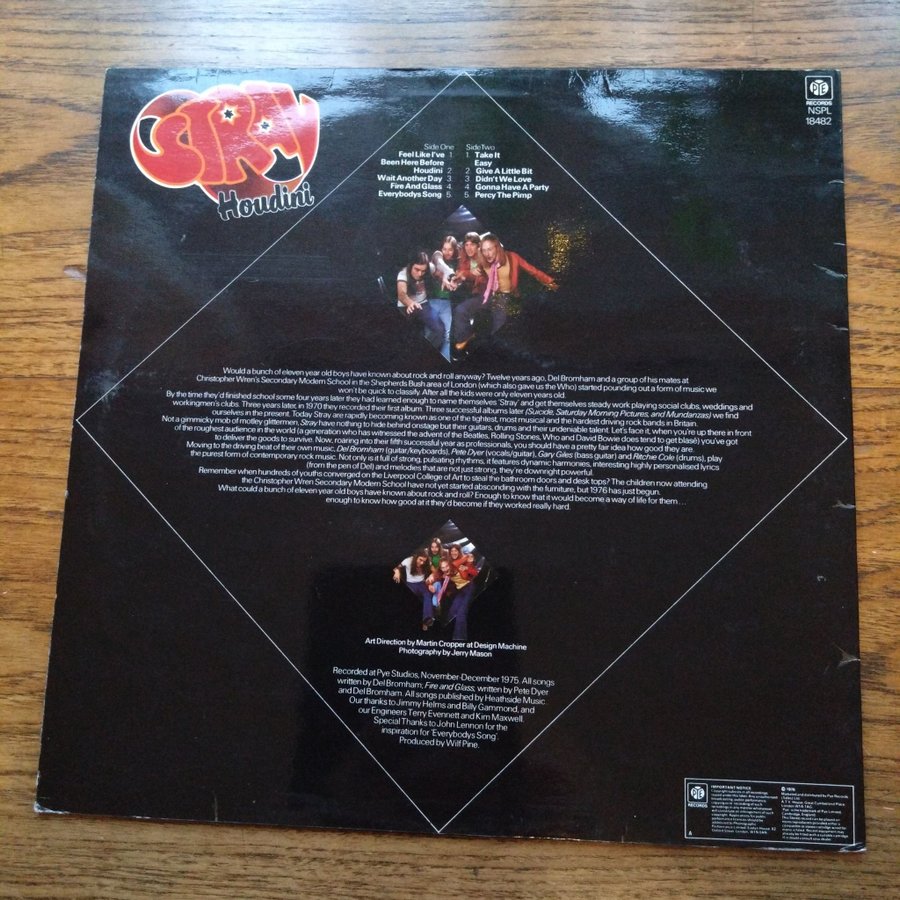 STRAY
Houdini
PYE
RECORDS
NSPL
18482
Side One Side Two
Feel Like I've 1 1 Take It
Been Here Before Easy
Houdini 2 2 Give A Little Bit
Wait Another Day 3 3 Didn't We Love
Fire And Glass 4. 4. Gonna Have A Party
Everybodys Song 5. 5. Percy The Pimp
Would a bunch of eleven year old boys have known about rock and roll anyway? Twelve years ago, Del Bromham and a group of his mates at
Christopher Wren's Secondary Modern School in the Shepherds Bush area of London (which also gave us the Who) started pounding out a form of music we
won't be quick to classify. After all the kids were only eleven years old.
By the time they'd finished school some four years later they had learned enough to name themselves 'Stray' and get themselves steady work playing social clubs, weddings and
workingmen's clubs. Three years later, in 1970 they recorded their first album. Three successful albums later (Suicide, Saturday Morning Pictures, and Mundanzas) we find
ourselves in the present. Today Stray are rapidly becoming known as one of the tightest, most musical and the hardest driving rock bands in Britain.
Not a gimmicky mob of motley glittermen, Stray have nothing to hide behind onstage but their guitars, drums and their undeniable talent. Let's face it, when you're up there in front
of the roughest audience in the world (a generation who has witnessed the advent of the Beatles, Rolling Stones, Who and David Bowie does tend to get blasé) you've got
to deliver the goods to survive. Now, roaring into their fifth successful year as professionals, you should have a pretty fair idea how good they are.
Moving to the driving beat of their own music, Del Bromham (guitar/keyboards), Pete Dyer (vocals/guitar), Gary Giles (bass guitar) and Ritchie Cole (drums), play
the purest form of contemporary rock music. Not only is it full of strong, pulsating rhythms, it features dynamic harmonies, interesting highly personalised lyrics
(from the pen of Del) and melodies that are not just strong, they're downright powerful.
Remember when hundreds of youths converged on the Liverpool College of Art to steal the bathroom doors and desk tops? The children now attending
the Christopher Wren Secondary Modern School have not yet started absconding with the furniture, but 1976 has just begun.
What could a bunch of eleven year old boys have known about rock and roll? Enough to know that it would become a way of life for them...
enough to know how good at it they'd become if they worked really hard.
Art Direction by Martin Cropper at Design Machine
Photography by Jerry Mason
Recorded at Pye Studios, November-December 1975. All songs
written by Del Bromham; Fire and Glass, written by Pete Dyer
and Del Bromham. All songs published by Heathside Music.
Our thanks to Jimmy Helms and Billy Gammond, and
our Engineers Terry Evennett and Kim Maxwell.
Special Thanks to John Lennon for the
inspiration for 'Everybodys Song'.
Produced by Wilf Pine.
PYE
RECORDS
A
IMPORTANT NOTICE
℗ 1976